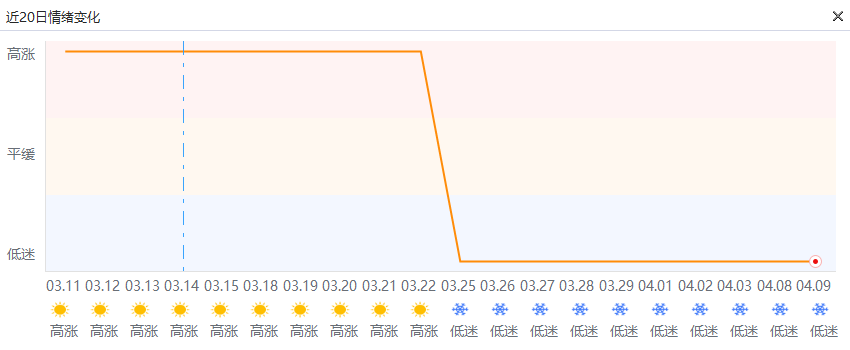 近20日情绪变化
高涨
平缓
低迷
03.11 03.12 03.13 03.14 03.15 03.18 03.19 03.20 03.21 03.22 03.25 03.26 03.27 03.28 03.29 04.01 04.02 04.03 04.08 04.09
高涨 高涨 高涨 高涨 高涨 高涨 高涨 高涨 高涨 高涨 低迷 低迷 低迷 低迷 低迷 低迷 低迷 低迷 低迷 低迷